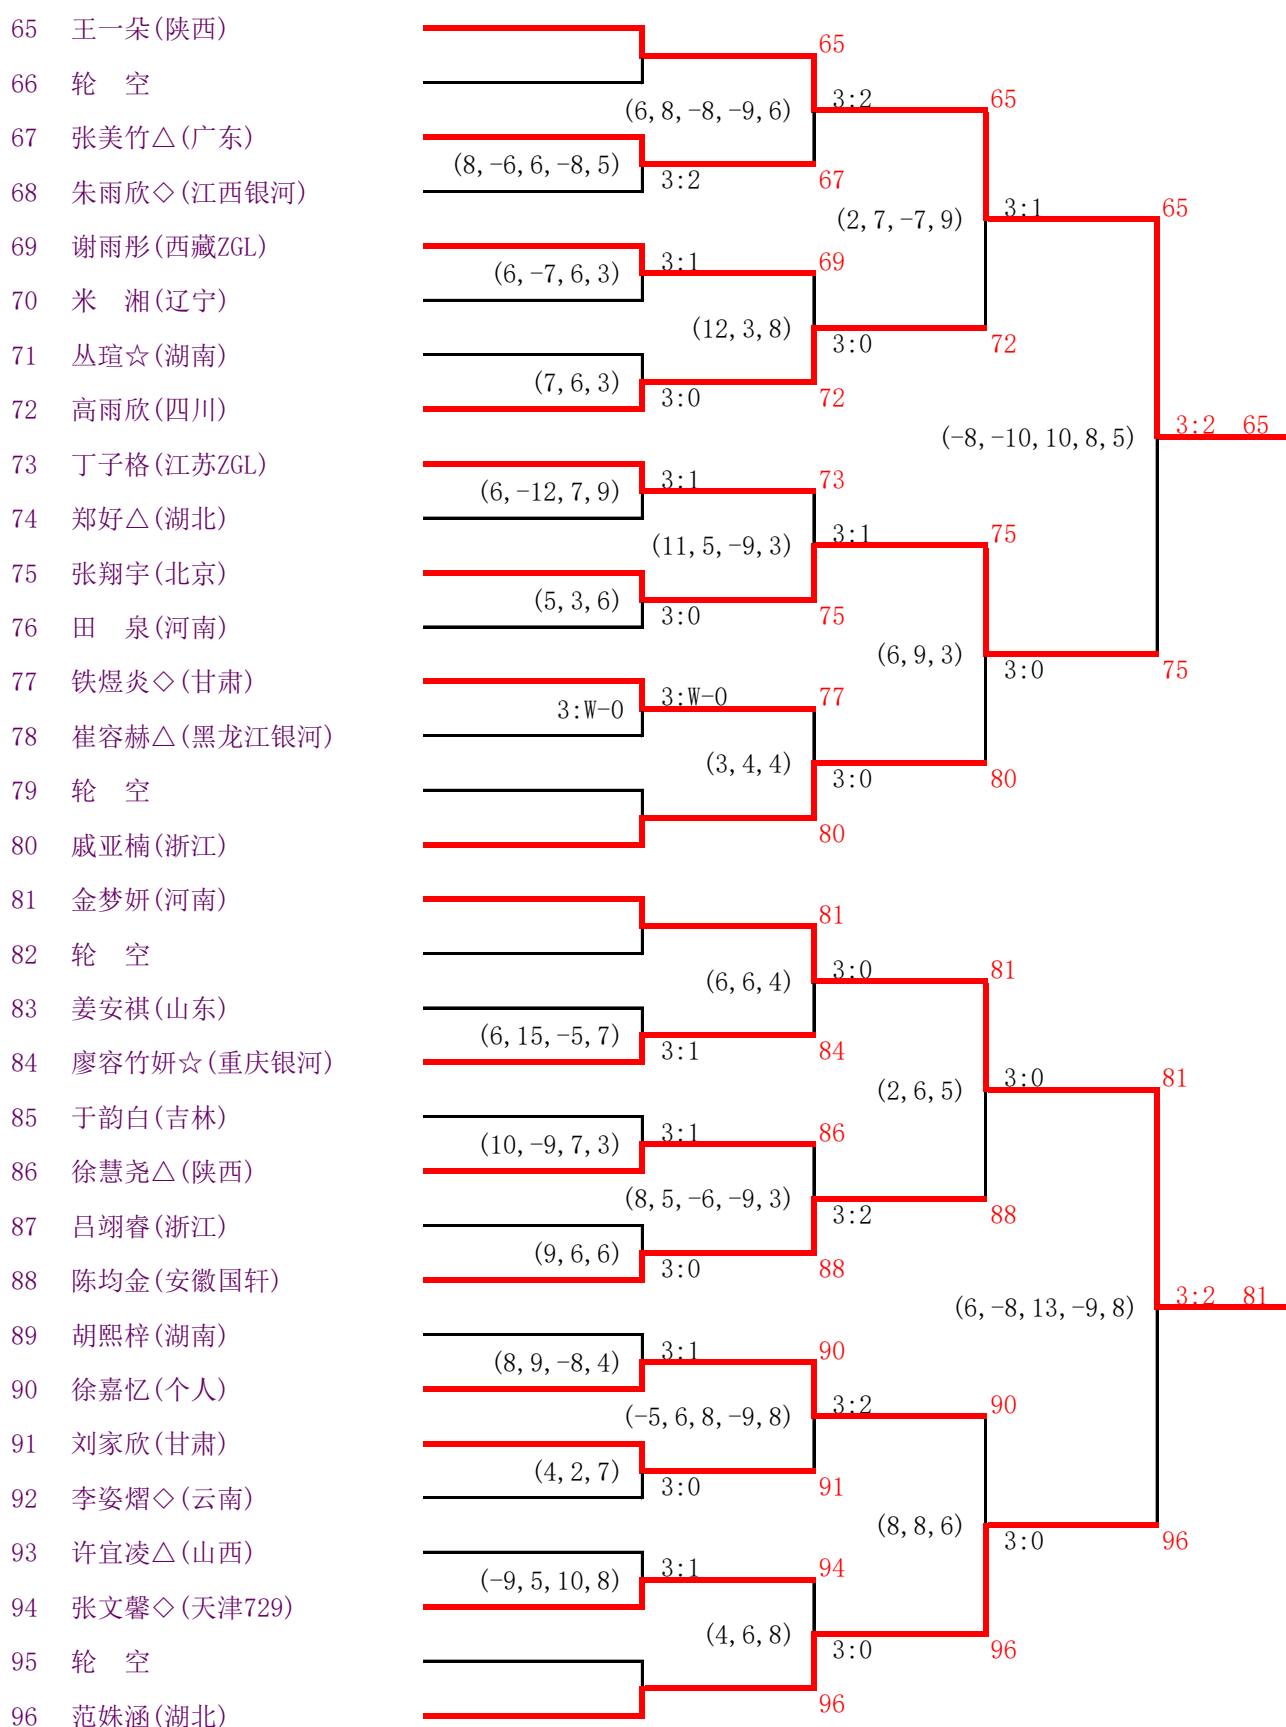 65 王一朵(陕西)
65
66 轮 空
(6,8,-8,-9,6) 3:2 65
67 张美竹△(广东)
(8,-6,6,-8,5) 3:2 67
68 朱雨欣◇(江西银河)
(2,7,-7,9) 3:1 65
69 谢雨彤(西藏ZGL)
(6,-7,6,3) 3:1 69
70 米 湘(辽宁)
(12,3,8) 3:0 72
71 丛瑄☆(湖南)
(7,6,3) 3:0 72
72 高雨欣(四川)
(-8,-10,10,8,5) 3:2 65
73 丁子格(江苏ZGL)
(6,-12,7,9) 3:1 73
74 郑好△(湖北)
(11,5,-9,3) 3:1 75
75 张翔宇(北京)
(5,3,6) 3:0 75
76 田 泉(河南)
(6,9,3) 3:0 75
77 铁煜炎◇(甘肃)
3:W-0 3:W-0 77
78 崔容赫△(黑龙江银河)
(3,4,4) 3:0 80
79 轮 空
80
80 戚亚楠(浙江)
81 金梦妍(河南)
81
82 轮 空
(6,6,4) 3:0 81
83 姜安祺(山东)
(6,15,-5,7) 3:1 84
84 廖容竹妍☆(重庆银河)
(2,6,5) 3:0 81
85 于韵白(吉林)
(10,-9,7,3) 3:1 86
86 徐慧尧△(陕西)
(8,5,-6,-9,3) 3:2 88
87 吕翊睿(浙江)
(9,6,6) 3:0 88
88 陈均金(安徽国轩)
(6,-8,13,-9,8) 3:2 81
89 胡熙梓(湖南)
(8,9,-8,4) 3:1 90
90 徐嘉忆(个人)
(-5,6,8,-9,8) 3:2 90
91 刘家欣(甘肃)
(4,2,7) 3:0 91
92 李姿熠◇(云南)
(8,8,6) 3:0 96
93 许宜凌△(山西)
(-9,5,10,8) 3:1 94
94 张文馨◇(天津729)
(4,6,8) 3:0 96
95 轮 空
96
96 范姝涵(湖北)